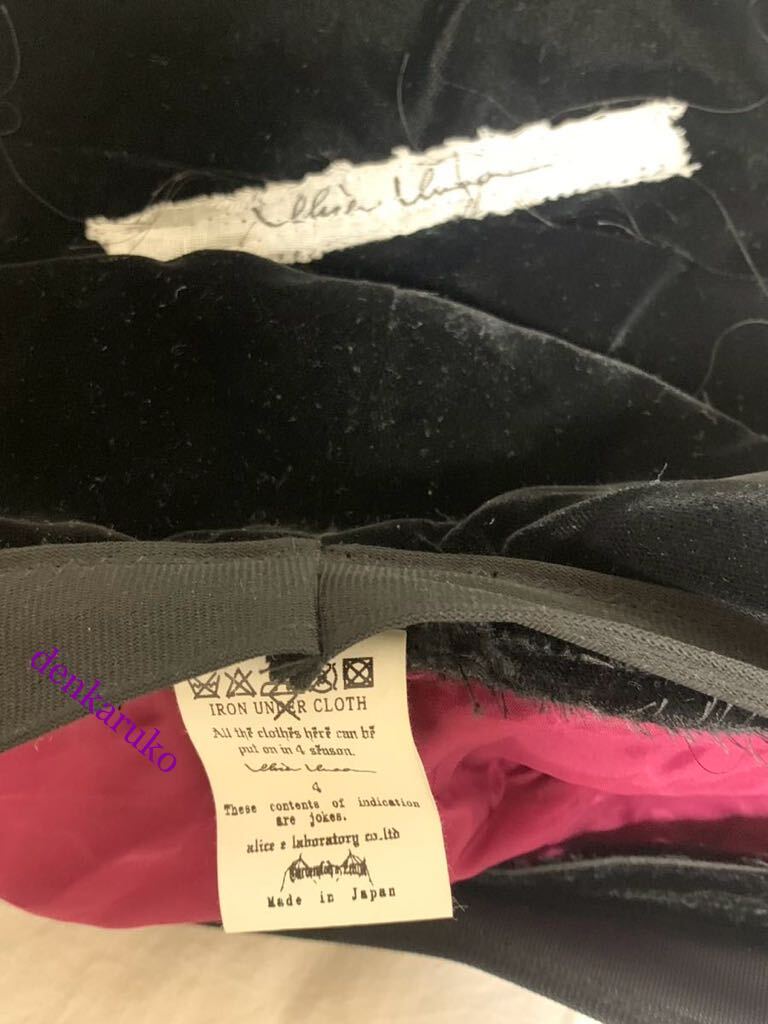 denkaruko
IRON UNDER CLOTH
All the clothes here can be
put on in 4 season.
4
These contents of indication
are jokes.
alice e laboratory co.ltd
Made in Japan